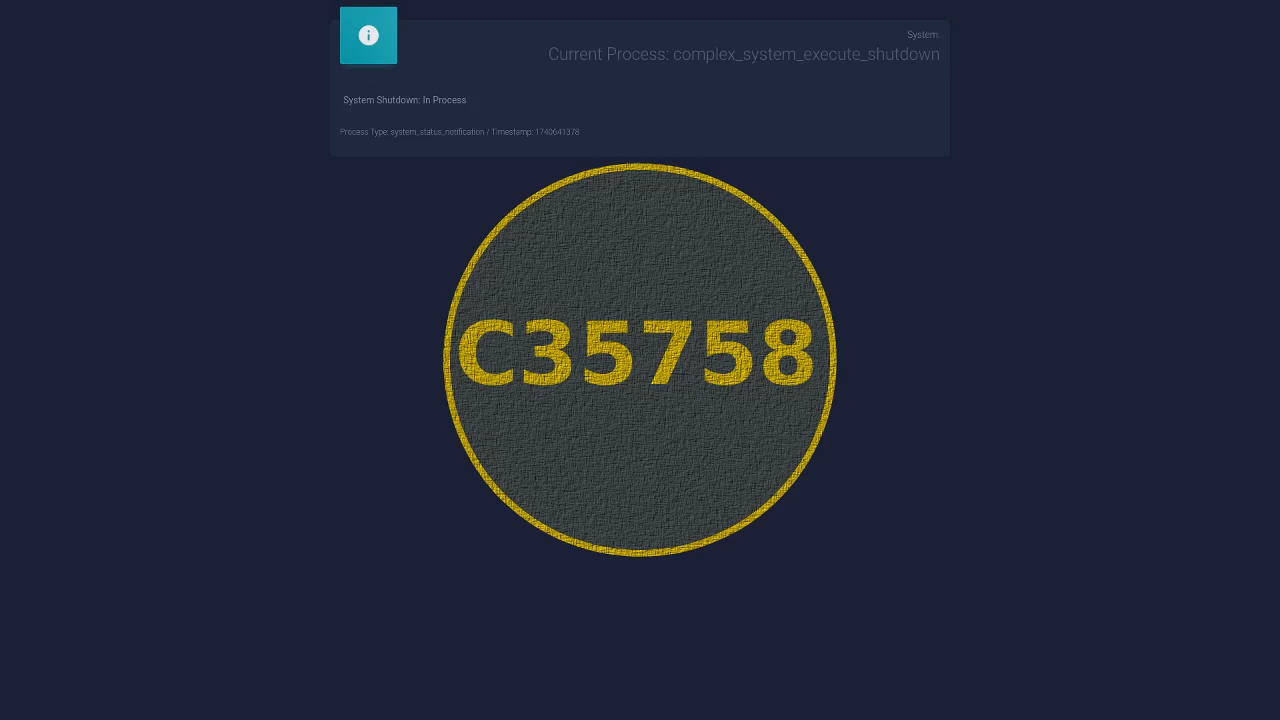 System:
Current Process: complex_system_execute_shutdown
System Shutdown: In Process
Process Type: system_status_notification / Timestamp: 1740641378
C35758